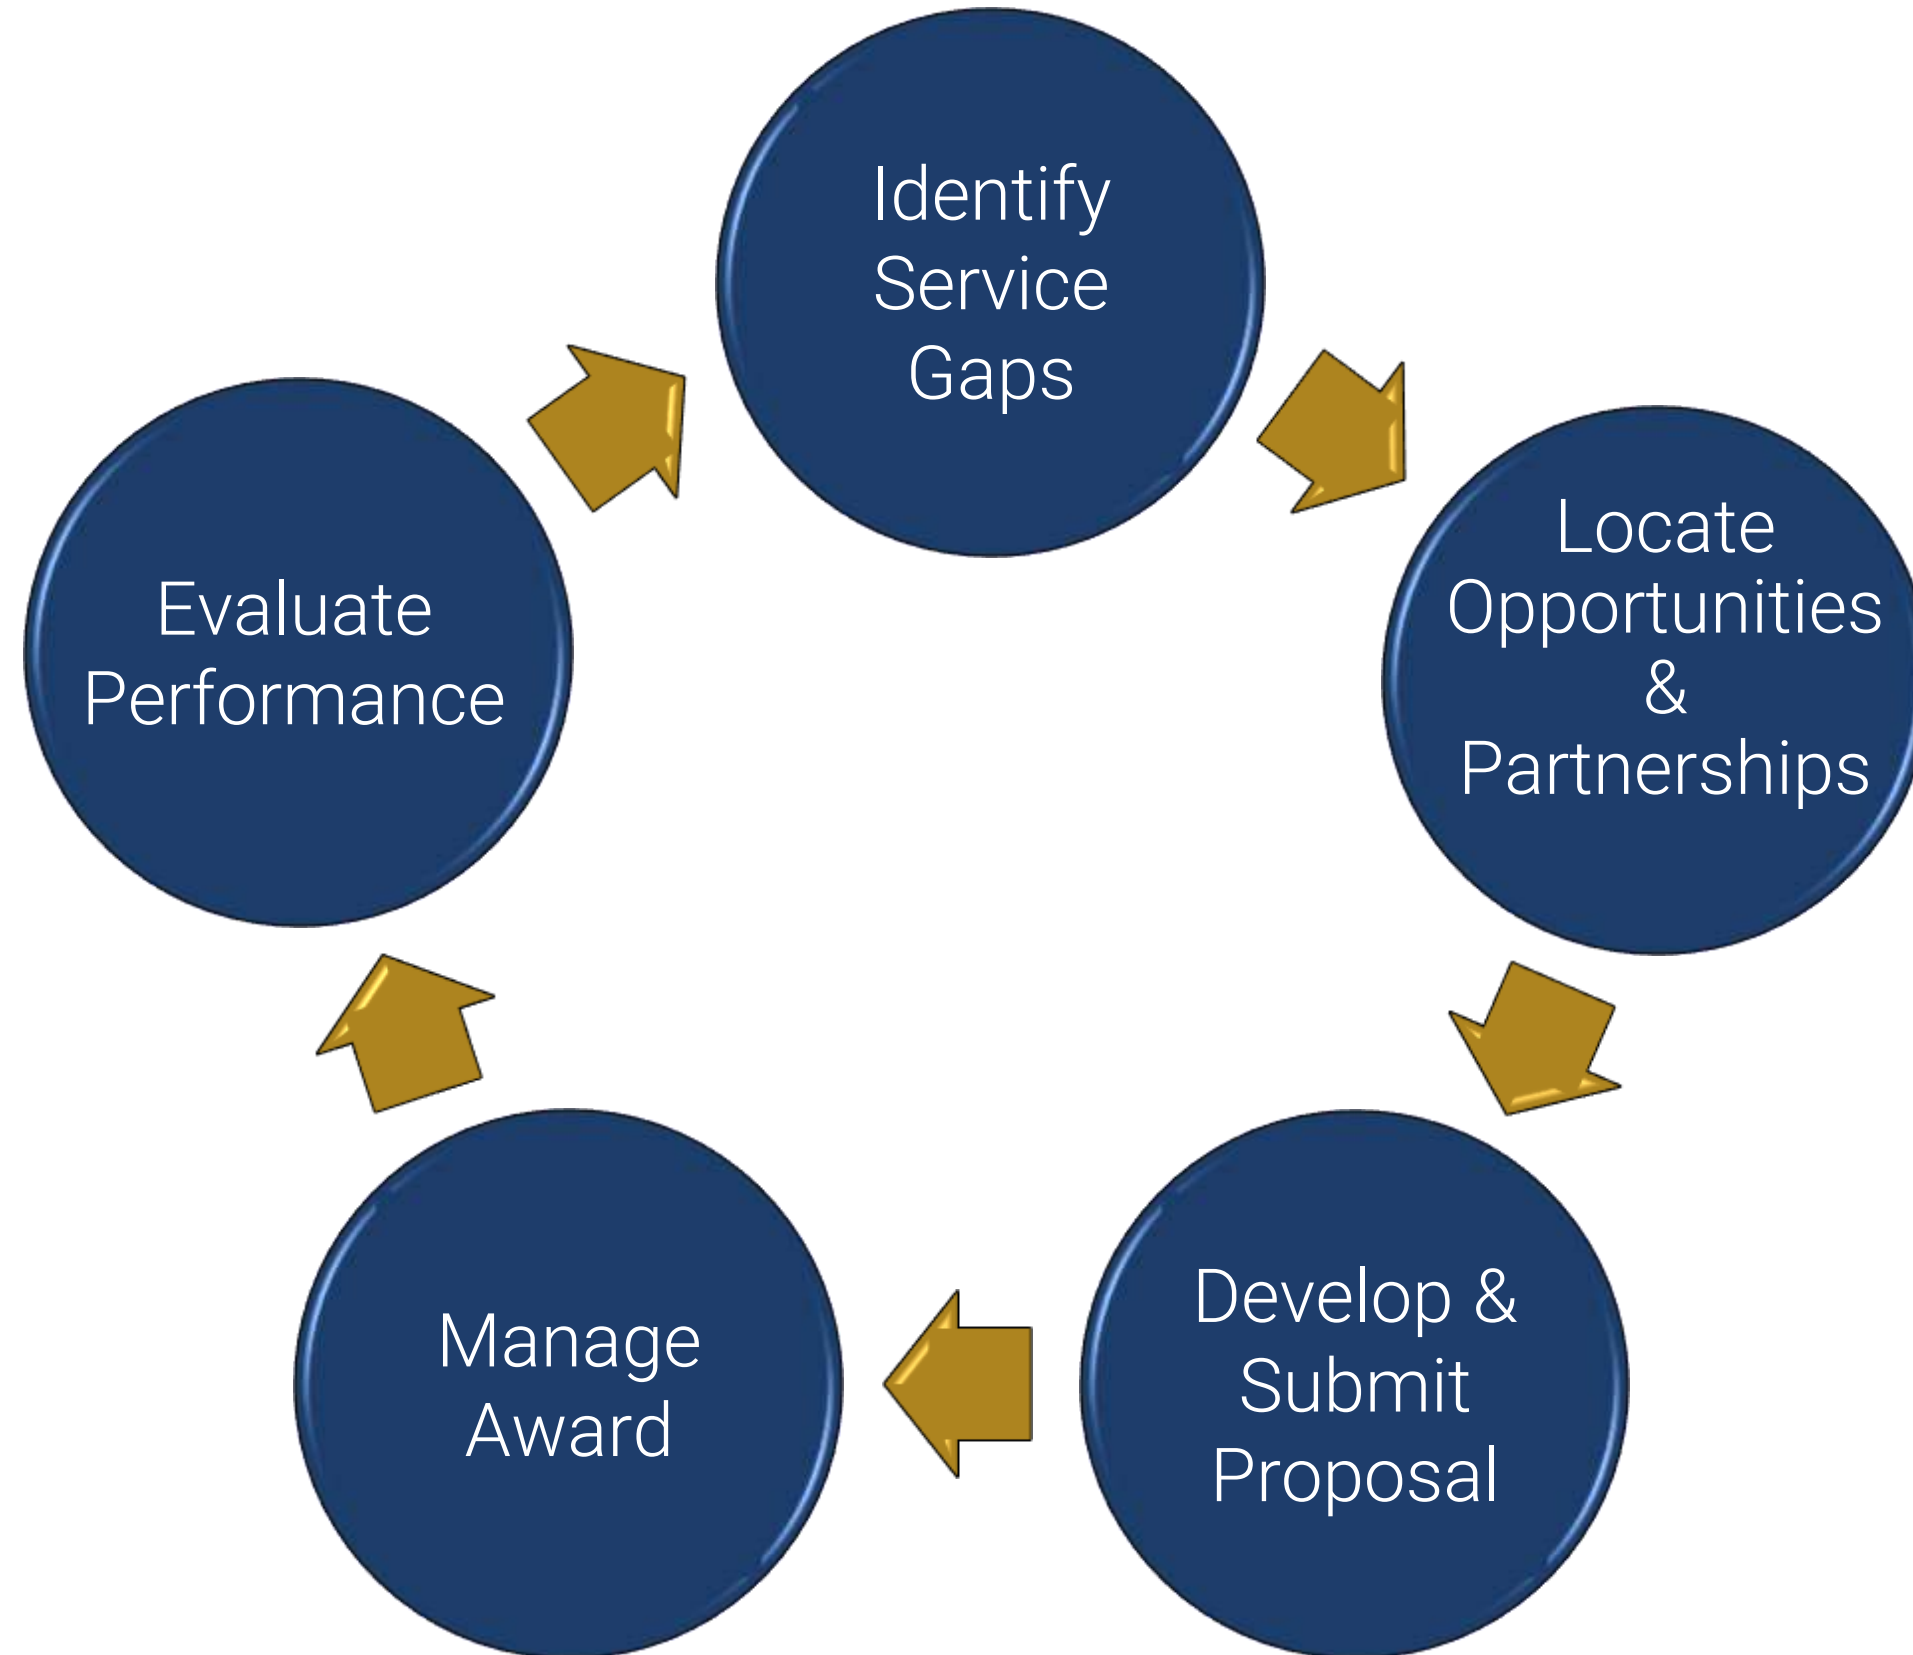 Identify
Service
Gaps
Locate
Opportunities
&
Partnerships
Develop &
Submit
Proposal
Manage
Award
Evaluate
Performance